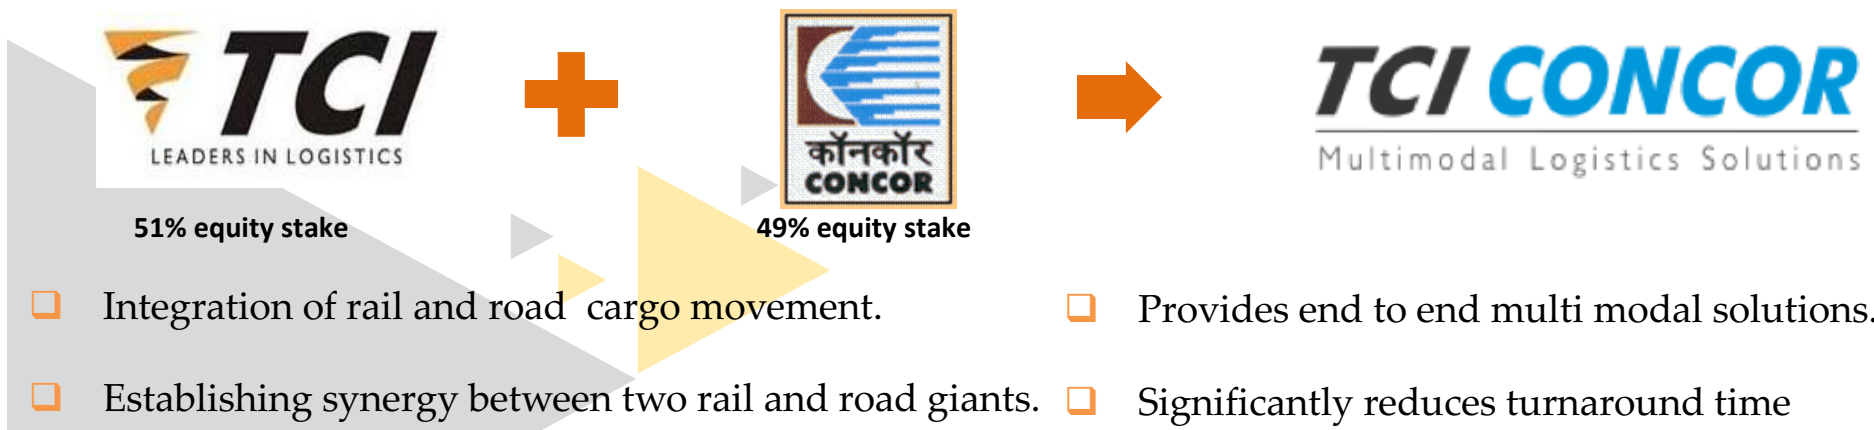 TCI
LEADERS IN LOGISTICS
51% equity stake
कॉनकॉर
CONCOR
49% equity stake
TCI CONCOR
Multimodal Logistics Solutions
Integration of rail and road cargo movement.
Establishing synergy between two rail and road giants.
Provides end to end multi modal solutions.
Significantly reduces turnaround time